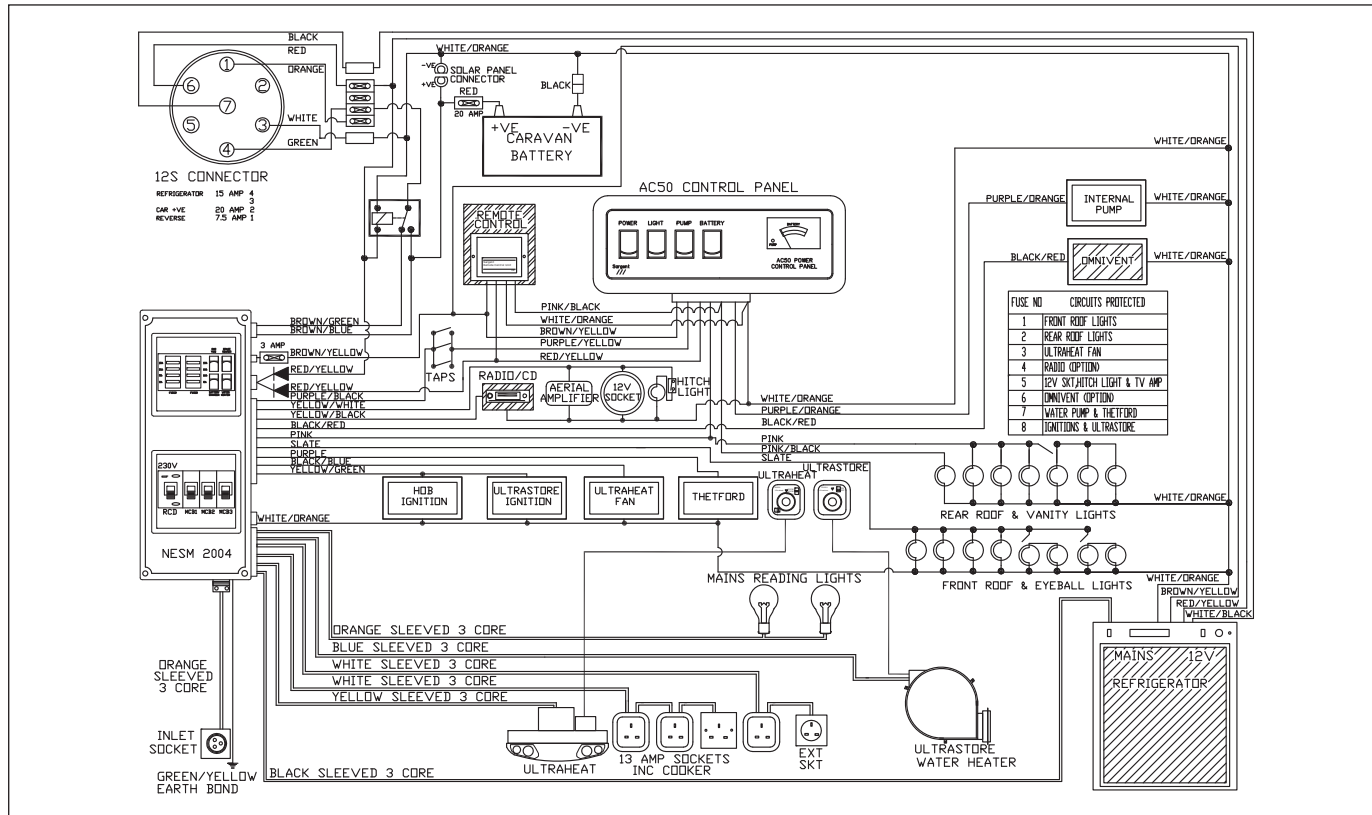 BLACK
RED
ORANGE
WHITE
GREEN
1
2
3
4
5
6
7
12S CONNECTOR
REFRIGERATOR 15 AMP 4
3
CAR +VE 20 AMP 2
REVERSE 7.5 AMP 1
WHITE/ORANGE
-VE
+VE
SOLAR PANEL
CONNECTOR
RED
20 AMP
BLACK
+VE -VE
CARAVAN
BATTERY
REMOTE
CONTROL
AC50 CONTROL PANEL
POWER LIGHT PUMP BATTERY
BATTERY
Sargent
AC50 POWER
CONTROL PANEL
WHITE/ORANGE
PURPLE/ORANGE
INTERNAL
PUMP
WHITE/ORANGE
BLACK/RED
OMNIVENT
WHITE/ORANGE
FUSE NO CIRCUITS PROTECTED
1 FRONT ROOF LIGHTS
2 REAR ROOF LIGHTS
3 ULTRAHEAT FAN
4 RADIO (OPTION)
5 12V SKT,HITCH LIGHT & TV AMP
6 OMNIVENT (OPTION)
7 WATER PUMP & THETFORD
8 IGNITIONS & ULTRASTORE
PINK/BLACK
WHITE/ORANGE
BROWN/YELLOW
PURPLE/YELLOW
RED/YELLOW
BROWN/GREEN
BROWN/BLUE
3 AMP
BROWN/YELLOW
RED/YELLOW
RED/YELLOW
PURPLE/BLACK
YELLOW/WHITE
YELLOW/BLACK
BLACK/RED
PINK
SLATE
PURPLE
BLACK/BLUE
YELLOW/GREEN
TAPS
RADIO/CD
AERIAL
AMPLIFIER
12V
SOCKET
HITCH
LIGHT
WHITE/ORANGE
PURPLE/ORANGE
BLACK/RED
PINK
PINK/BLACK
SLATE
WHITE/ORANGE
REAR ROOF & VANITY LIGHTS
FRONT ROOF & EYEBALL LIGHTS
230V
RCD MCB1 MCB2 MCB3
NESM 2004
HOB
IGNITION
ULTRASTORE
IGNITION
ULTRAHEAT
FAN
THETFORD
ULTRAHEAT
ULTRASTORE
WHITE/ORANGE
MAINS READING LIGHTS
WHITE/ORANGE
BROWN/YELLOW
RED/YELLOW
WHITE/BLACK
MAINS 12V
REFRIGERATOR
ORANGE SLEEVED 3 CORE
BLUE SLEEVED 3 CORE
WHITE SLEEVED 3 CORE
WHITE SLEEVED 3 CORE
YELLOW SLEEVED 3 CORE
ORANGE
SLEEVED
3 CORE
INLET
SOCKET
GREEN/YELLOW
EARTH BOND
BLACK SLEEVED 3 CORE
ULTRAHEAT
13 AMP SOCKETS
INC COOKER
EXT
SKT
ULTRASTORE
WATER HEATER